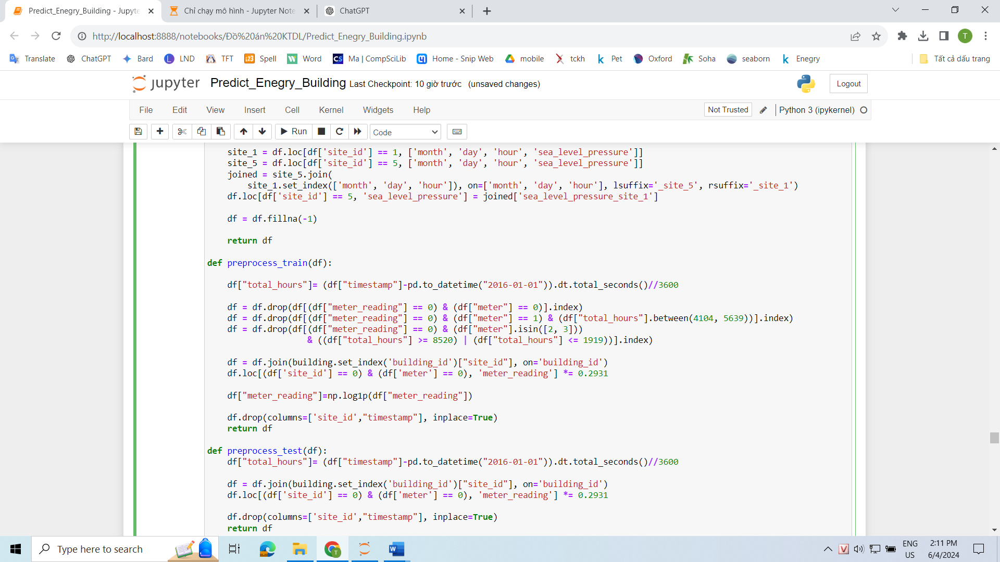 Predict_Enegry_Building - Jupyte
Chỉ chạy mô hình - Jupyter Note
ChatGPT
http://localhost:8888/notebooks/Đồ%20án%20KTDL/Predict_Enegry_Building.ipynb
T
Translate ChatGPT Bard LND TFT Spell Word Ma | CompSciLib Home - Snip Web mobile tckh Pet Oxford Soha seaborn Enegry Tất cả dấu trang
jupyter Predict_Enegry_Building Last Checkpoint: 10 giờ trước (unsaved changes)
Logout
File Edit View Insert Cell Kernel Widgets Help
Not Trusted Python 3 (ipykernel)
Run Code
site_1 = df.loc[df['site_id'] == 1, ['month', 'day', 'hour', 'sea_level_pressure']]
site_5 = df.loc[df['site_id'] == 5, ['month', 'day', 'hour', 'sea_level_pressure']]
joined = site_5.join(
site_1.set_index(['month', 'day', 'hour']), on=['month', 'day', 'hour'], lsuffix='_site_5', rsuffix='_site_1')
df.loc[df['site_id'] == 5, 'sea_level_pressure'] = joined['sea_level_pressure_site_1']
df = df.fillna(-1)
return df
def preprocess_train(df):
df["total_hours"]= (df["timestamp"]-pd.to_datetime("2016-01-01")).dt.total_seconds()//3600
df = df.drop(df[(df["meter_reading"] == 0) & (df["meter"] == 0)].index)
df = df.drop(df[(df["meter_reading"] == 0) & (df["meter"] == 1) & (df["total_hours"].between(4104, 5639))].index)
df = df.drop(df[(df["meter_reading"] == 0) & (df["meter"].isin([2, 3]))
& ((df["total_hours"] >= 8520) | (df["total_hours"] <= 1919))].index)
df = df.join(building.set_index('building_id')["site_id"], on='building_id')
df.loc[(df['site_id'] == 0) & (df['meter'] == 0), 'meter_reading'] *= 0.2931
df["meter_reading"]=np.log1p(df["meter_reading"])
df.drop(columns=['site_id',"timestamp"], inplace=True)
return df
def preprocess_test(df):
df["total_hours"]= (df["timestamp"]-pd.to_datetime("2016-01-01")).dt.total_seconds()//3600
df = df.join(building.set_index('building_id')["site_id"], on='building_id')
df.loc[(df['site_id'] == 0) & (df['meter'] == 0), 'meter_reading'] *= 0.2931
df.drop(columns=['site_id',"timestamp"], inplace=True)
return df
Type here to search
ENG
US
2:11 PM
6/4/2024